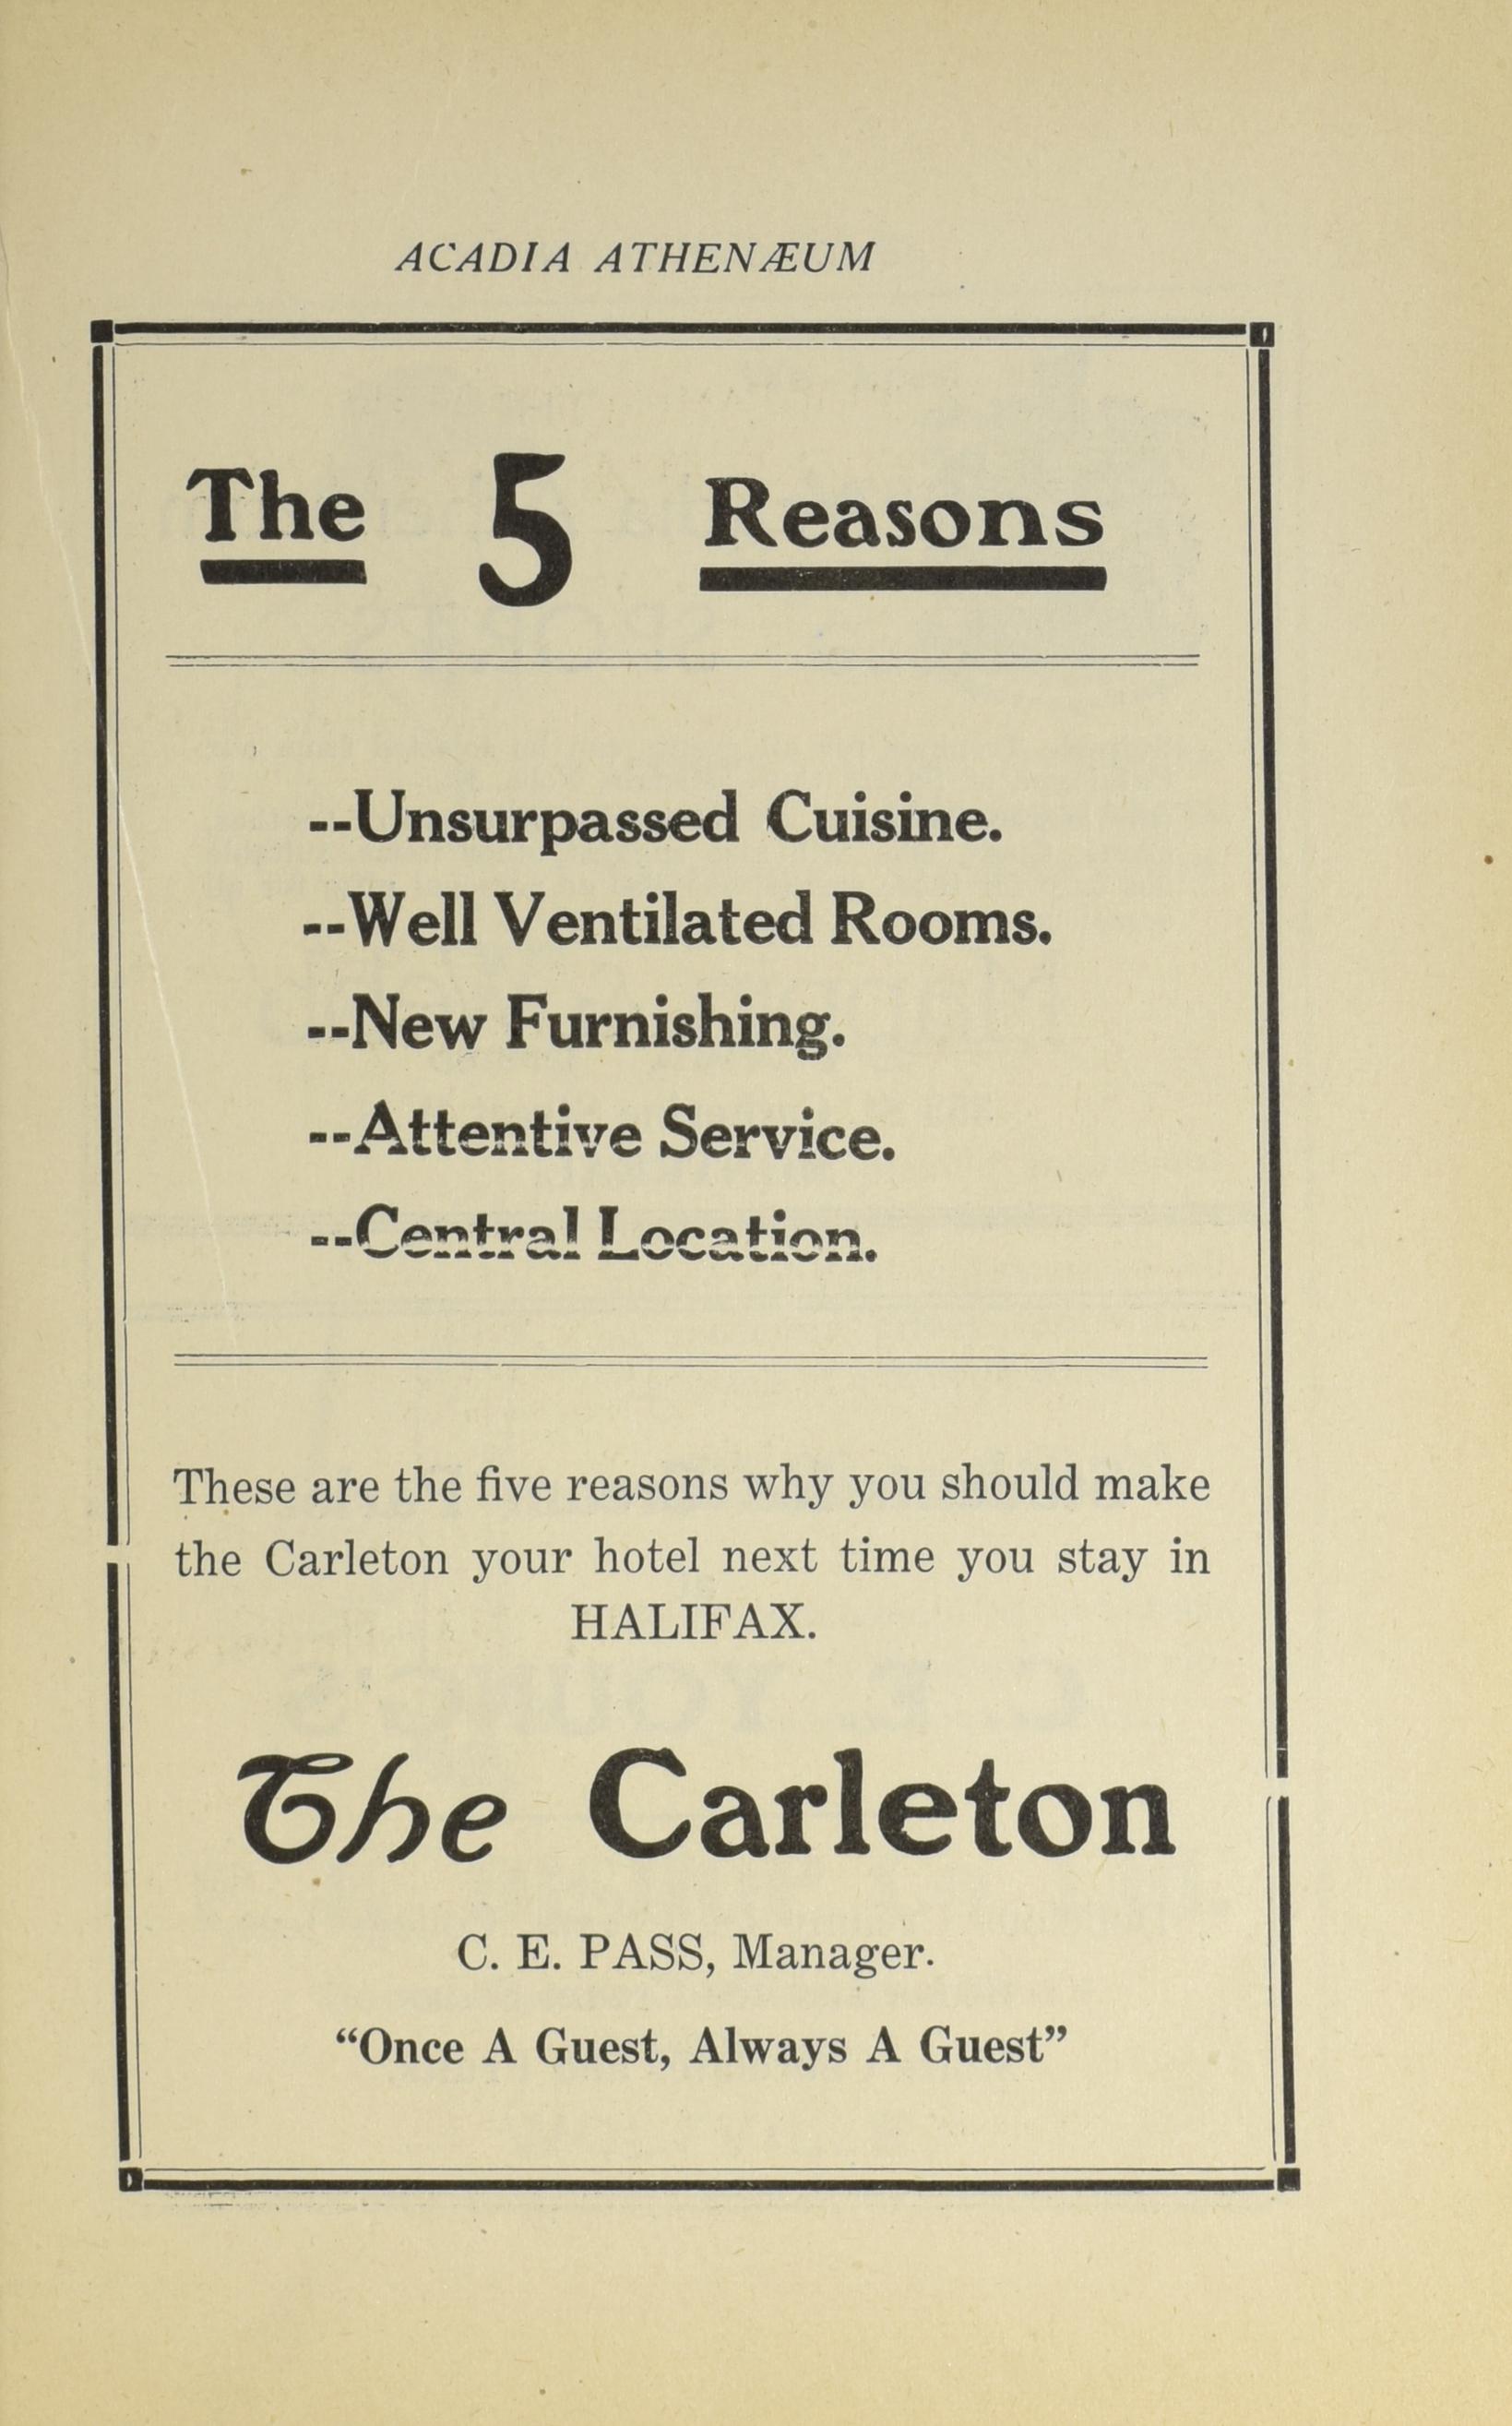 ACADIA ATHENÆUM
The 5 Reasons
--Unsurpassed Cuisine.
--Well Ventilated Rooms.
--New Furnishing.
--Attentive Service.
--Central Location.
These are the five reasons why you should make
the Carleton your hotel next time you stay in
HALIFAX.
The Carleton
C. E. PASS, Manager.
“Once A Guest, Always A Guest”